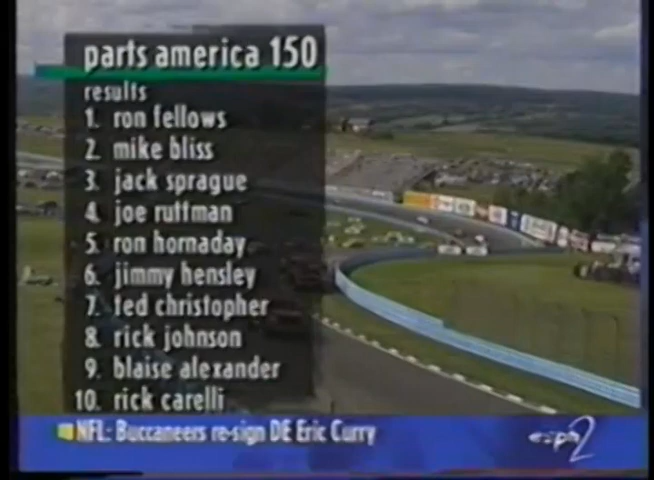 parts america 150
results
1. ron fellows
2. mike bliss
3. jack sprague
4. joe ruttman
5. ron hornaday
6. jimmy hensley
7. ted christopher
8. rick johnson
9. blaise alexander
10. rick carelli
NFL: Buccaneers re-sign DE Eric Curry
espn2